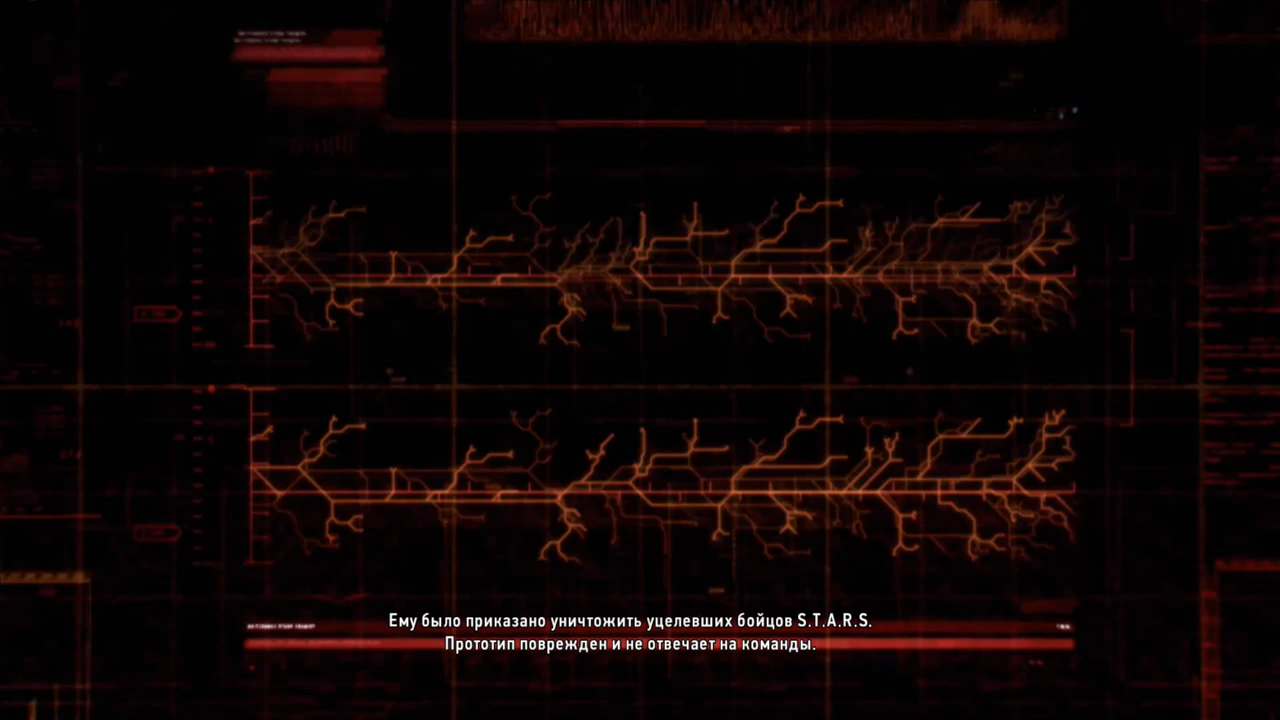 Ему было приказано уничтожить уцелевших бойцов S.T.A.R.S.
Прототип поврежден и не отвечает на команды.